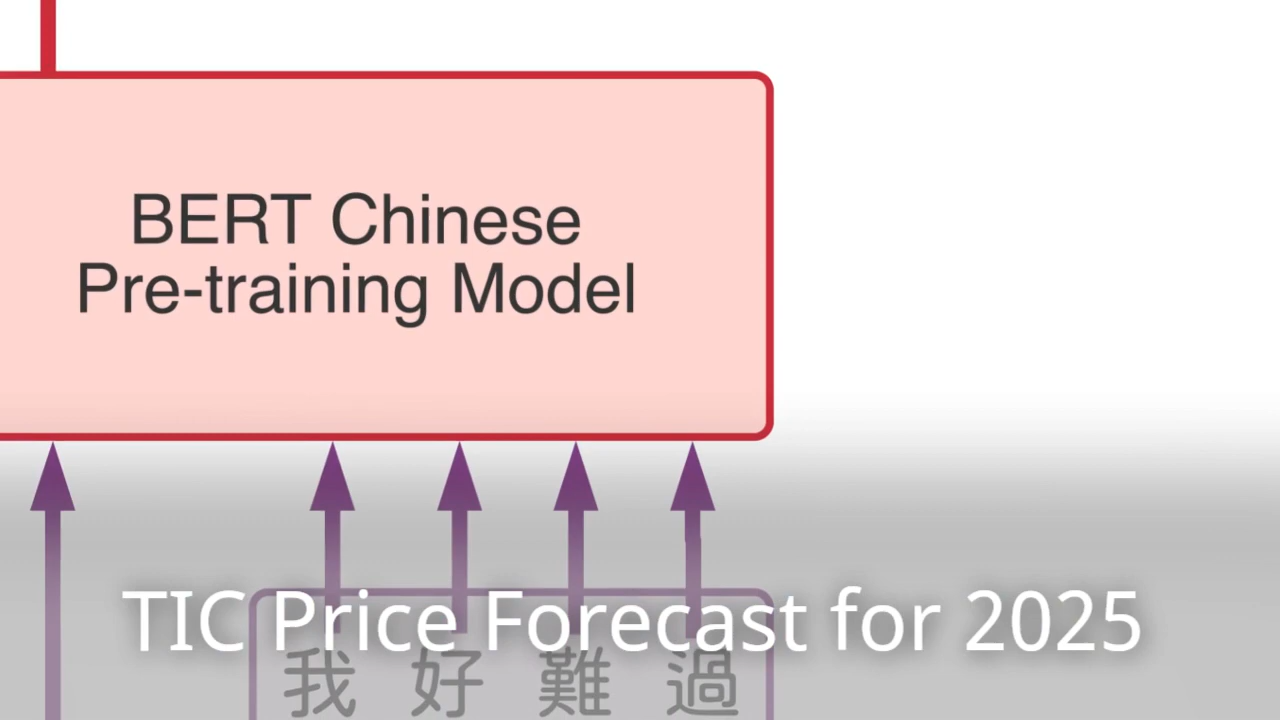 BERT Chinese
Pre-training Model
TIC Price Forecast for 2025
我 好 難 過